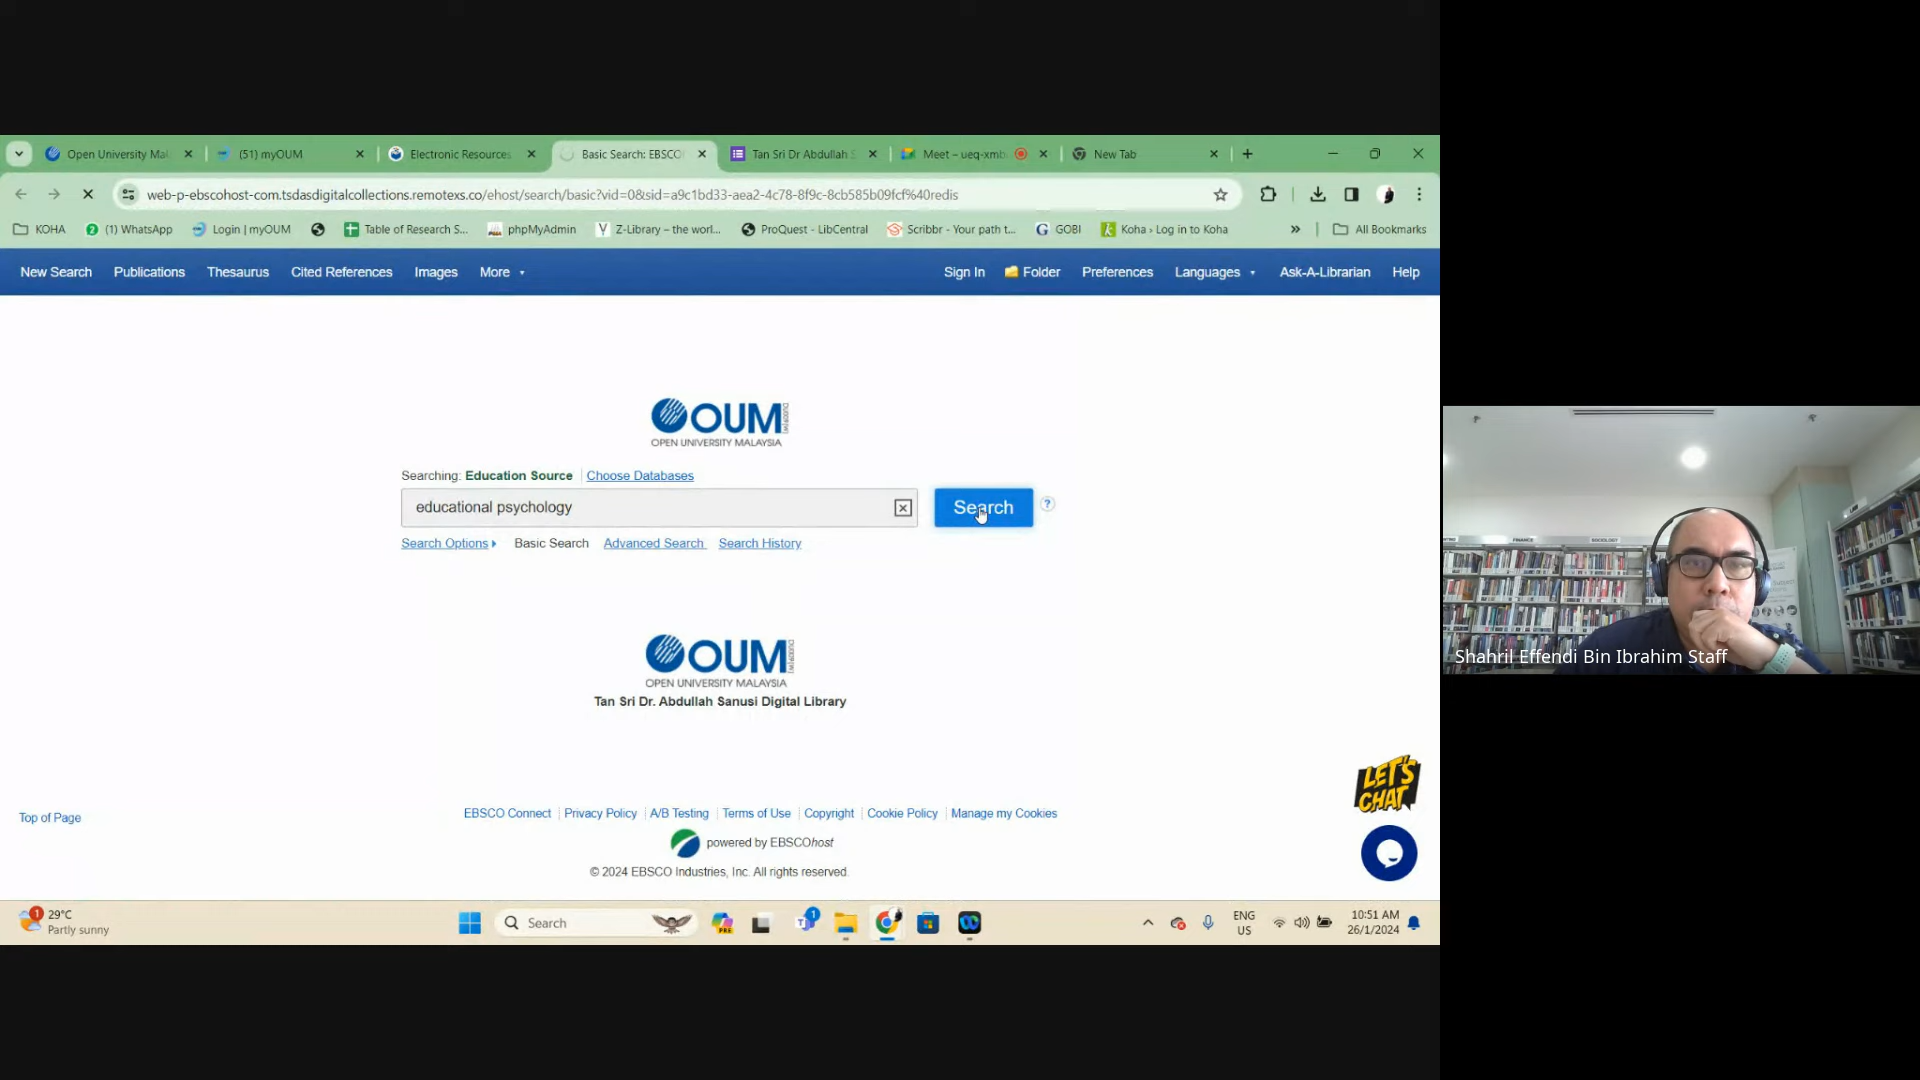 Open University Mal
(51) myOUM
Electronic Resources
Basic Search: EBSCO
Tan Sri Dr Abdullah S
Meet – ueq-xmb
New Tab
web-p-ebscohost-com.tsdasdigitalcollections.remotexs.co/ehost/search/basic?vid=0&sid=a9c1bd33-aea2-4c78-8f9c-8cb585b09fcf%40redis
KOHA
(1) WhatsApp
Login | myOUM
Table of Research S...
phpMyAdmin
Z-Library – the worl...
ProQuest - LibCentral
Scribbr - Your path t...
GOBI
Koha › Log in to Koha
»
All Bookmarks
New Search Publications Thesaurus Cited References Images More
Sign In Folder Preferences Languages Ask-A-Librarian Help
OUM
OPEN UNIVERSITY MALAYSIA
Searching: Education Source Choose Databases
educational psychology
Search
?
Search Options Basic Search Advanced Search Search History
OUM
OPEN UNIVERSITY MALAYSIA
Tan Sri Dr. Abdullah Sanusi Digital Library
LET'S CHAT
Top of Page
EBSCO Connect Privacy Policy A/B Testing Terms of Use Copyright Cookie Policy Manage my Cookies
powered by EBSCOhost
© 2024 EBSCO Industries, Inc. All rights reserved.
1
29°C
Partly sunny
Search
PRE
1
ENG
US
10:51 AM
26/1/2024
FINANCE
SOCIOLOGY
LAW
Shahril Effendi Bin Ibrahim Staff